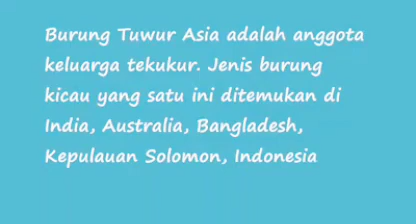 Burung Tuwur Asia adalah anggota
keluarga tekukur. Jenis burung
kicau yang satu ini ditemukan di
India, Australia, Bangladesh,
Kepulauan Solomon, Indonesia